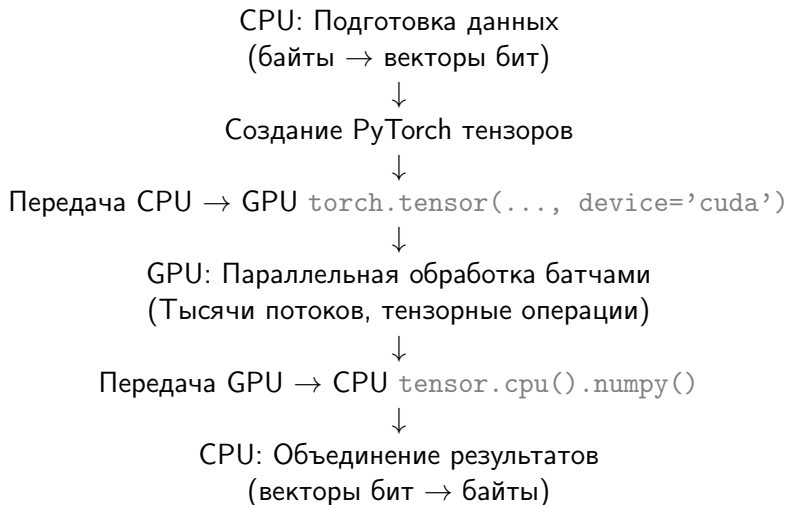 CPU: Подготовка данных
(байты → векторы бит)
↓
Создание PyTorch тензоров
↓
Передача CPU → GPU torch.tensor(..., device='cuda')
↓
GPU: Параллельная обработка батчами
(Тысячи потоков, тензорные операции)
↓
Передача GPU → CPU tensor.cpu().numpy()
↓
CPU: Объединение результатов
(векторы бит → байты)